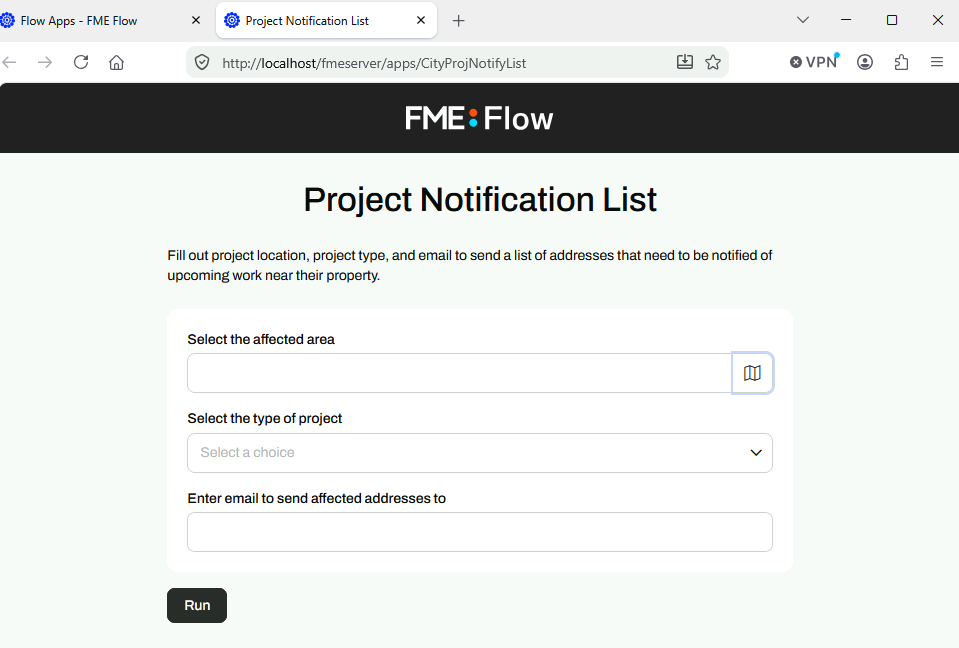 Flow Apps - FME Flow
Project Notification List
http://localhost/fmeserver/apps/CityProjNotifyList
VPN
FME:Flow
Project Notification List
Fill out project location, project type, and email to send a list of addresses that need to be notified of
upcoming work near their property.
Select the affected area
Select the type of project
Select a choice
Enter email to send affected addresses to
Run